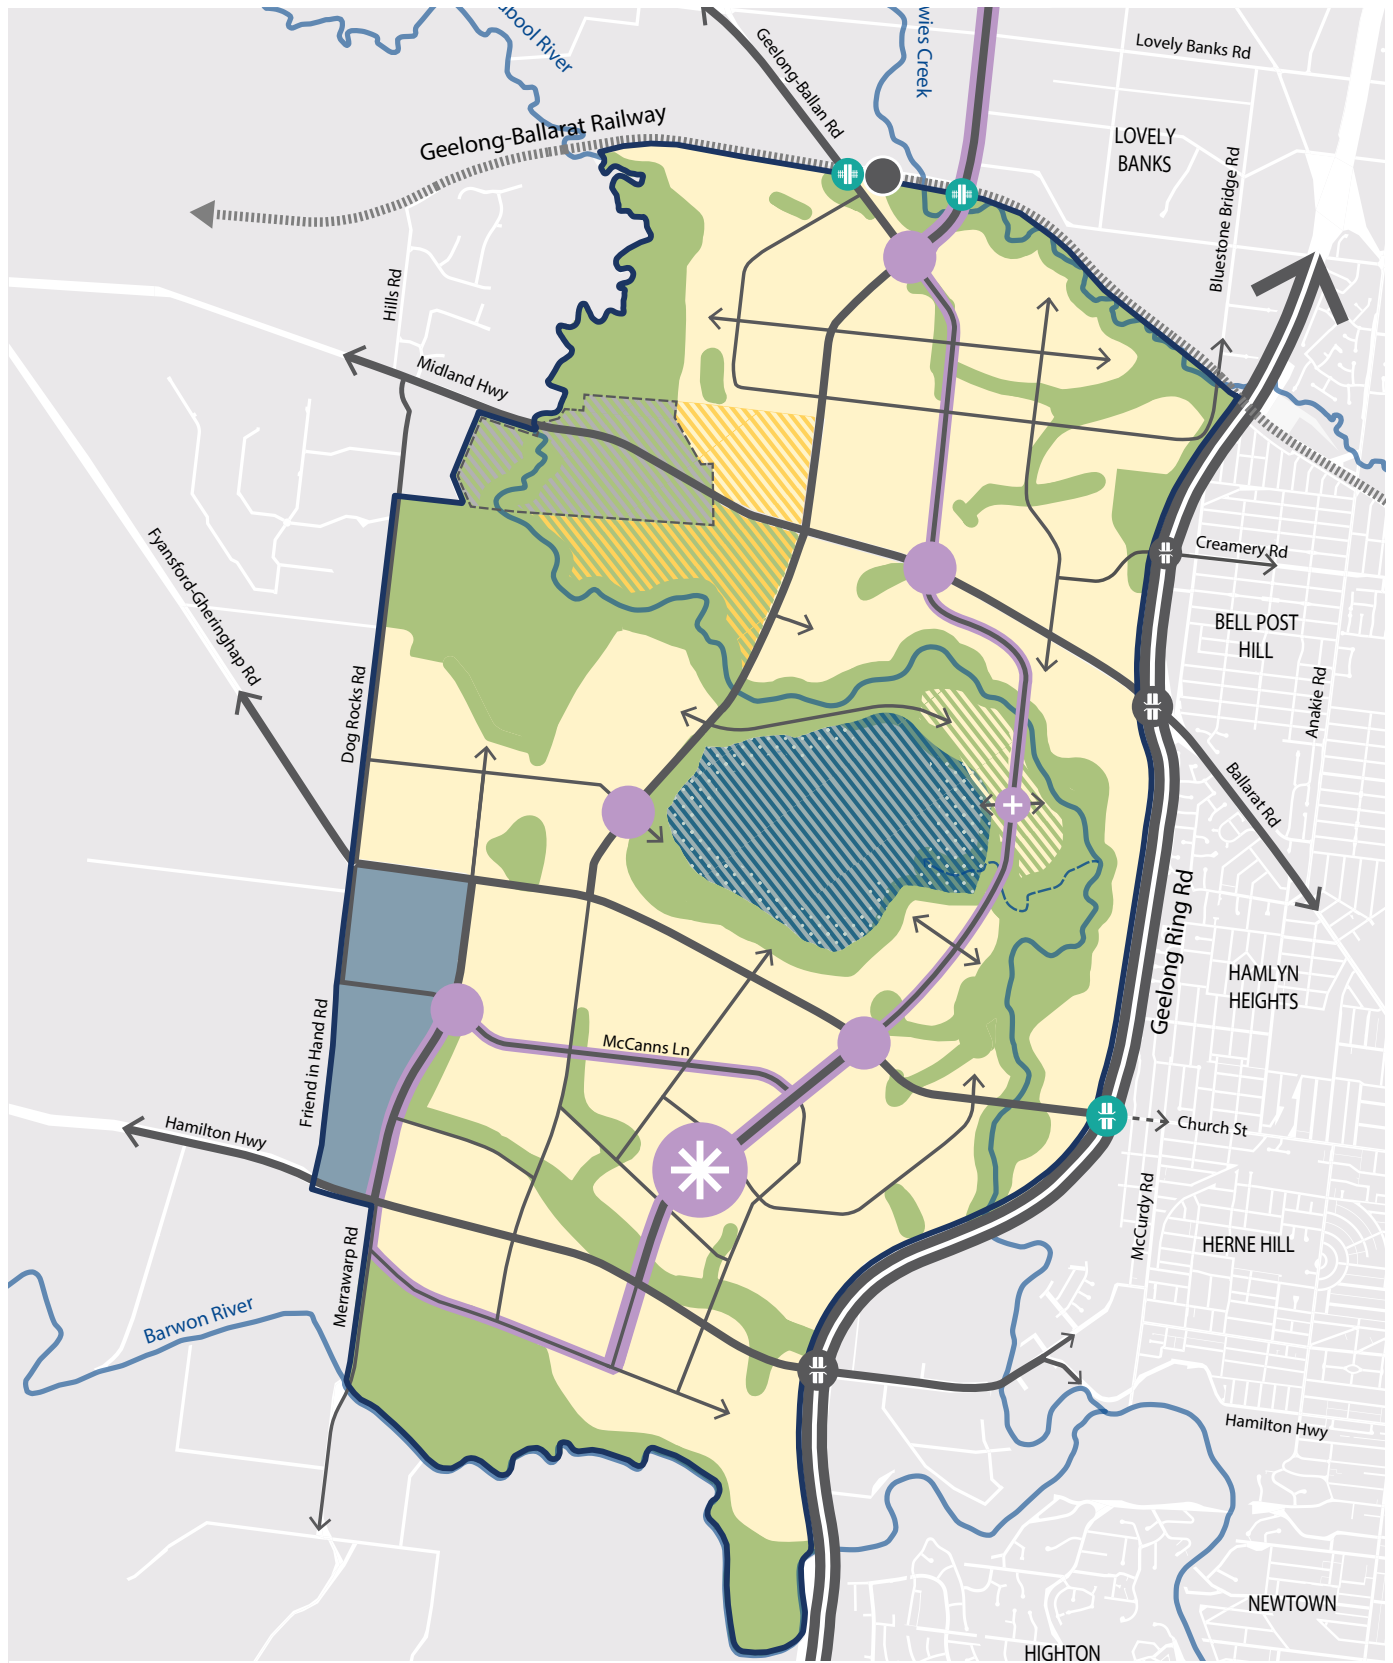 Lovely Banks Rd
Geelong-Ballan Rd
Geelong-Ballarat Railway
LOVELY
BANKS
Bluestone Bridge Rd
Hills Rd
Midland Hwy
Creamery Rd
Fyansford-Gheringhap Rd
BELL POST
HILL
Anakie Rd
Dog Rocks Rd
Ballarat Rd
Geelong Ring Rd
HAMLYN
HEIGHTS
McCanns Ln
Friend in Hand Rd
Hamilton Hwy
Church St
McCurdy Rd
HERNE HILL
Merrawarp Rd
Barwon River
Hamilton Hwy
NEWTOWN
HIGHTON
River
Creek